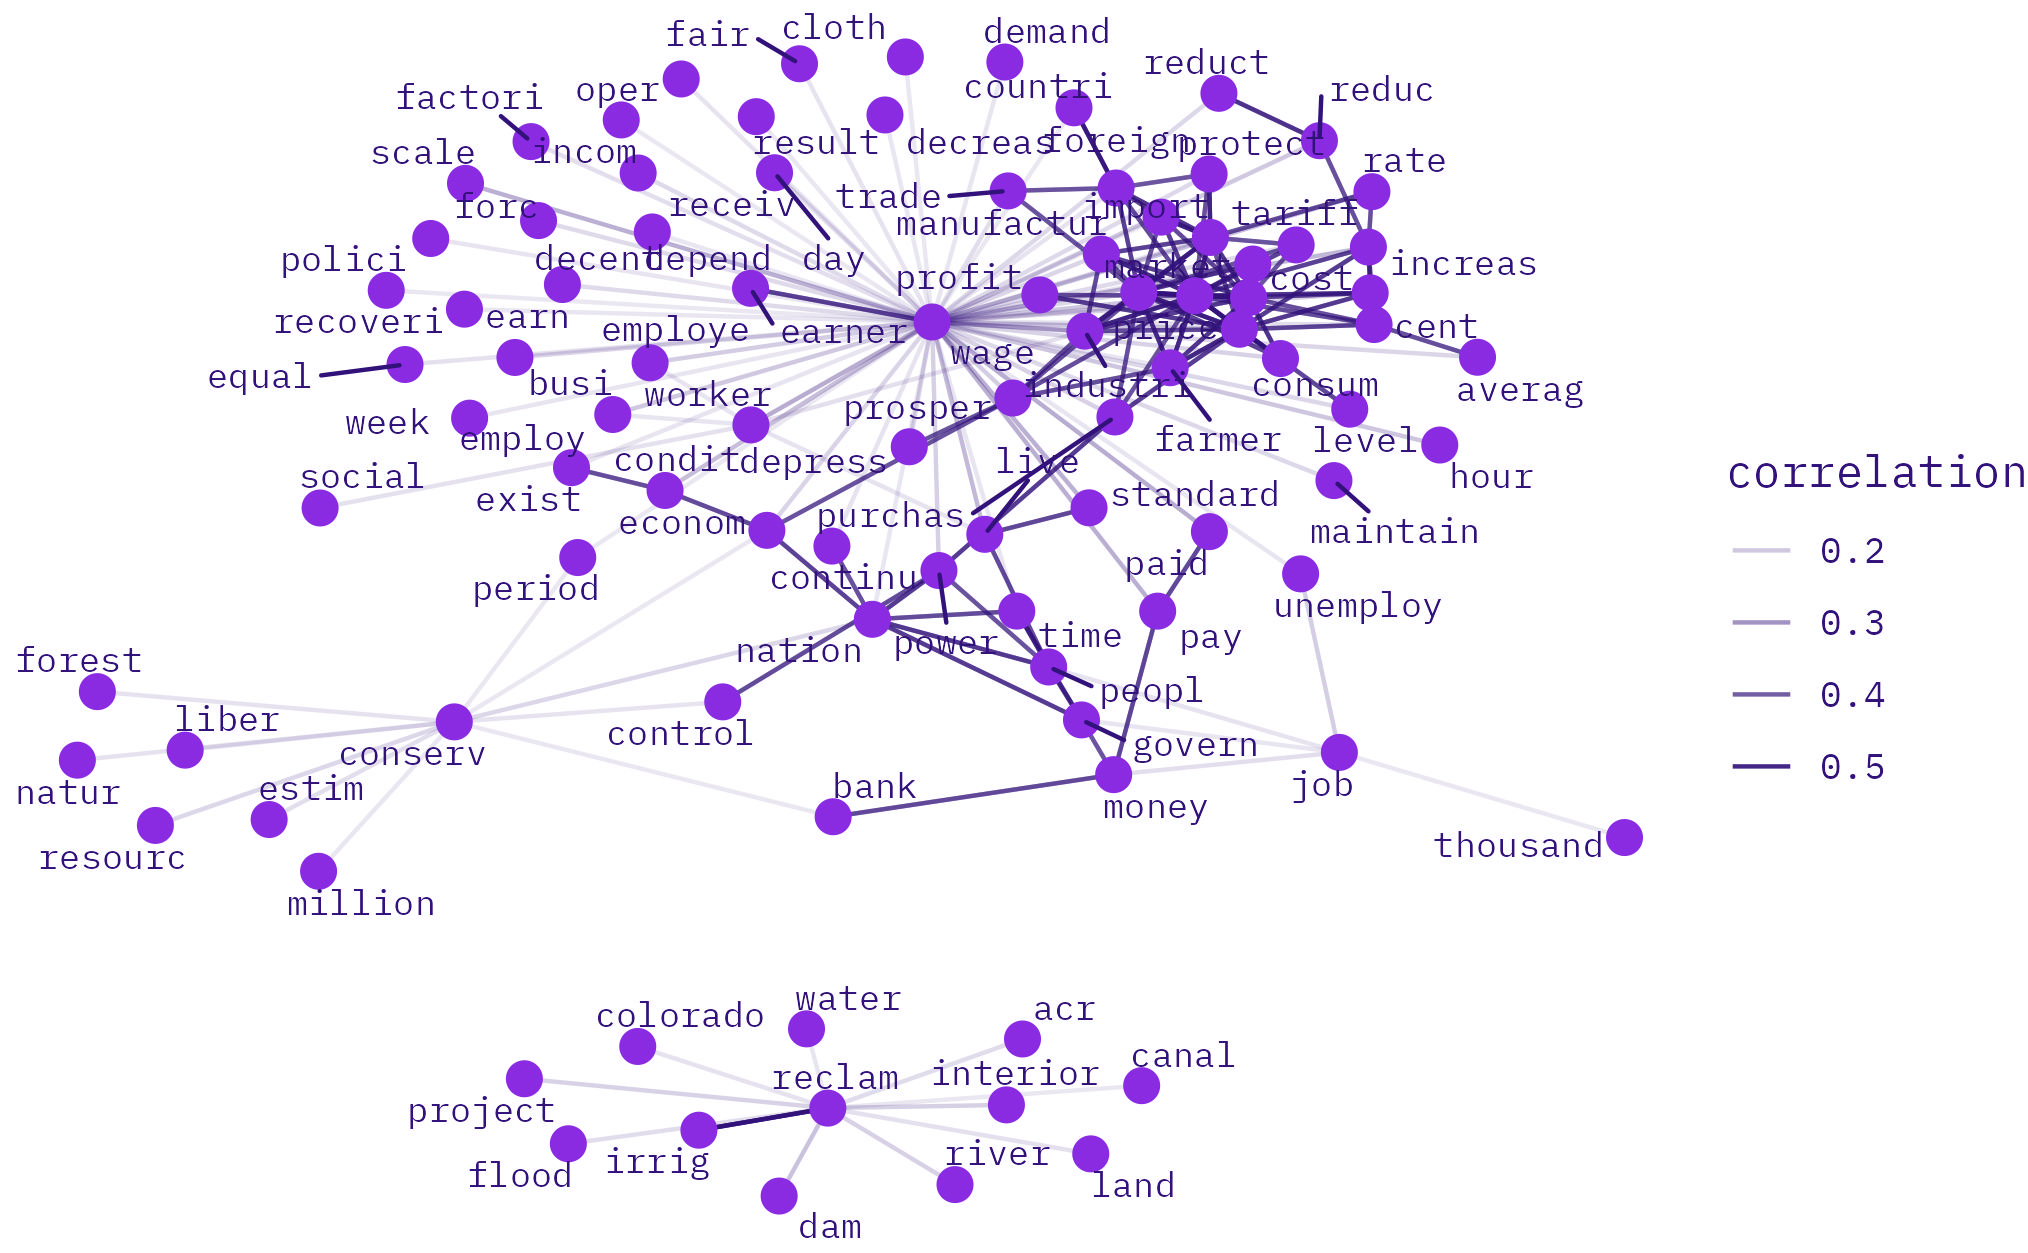 fair
cloth
demand
reduct
countri
reduc
factori
oper
result
decreas
foreign
protect
rate
scale
incom
trade
import
tariff
forc
receiv
manufactur
polici
decent
depend
day
profit
market
cost
increas
recoveri
earn
employe
earner
wage
price
cent
equal
busi
worker
prosper
industri
consum
averag
week
employ
condit
depress
live
farmer
level
hour
social
exist
econom
purchas
standard
maintain
period
continu
paid
unemploy
nation
power
time
pay
forest
liber
conserv
control
peopl
govern
natur
estim
bank
money
job
resourc
million
thousand
correlation
0.2
0.3
0.4
0.5
colorado
water
acr
project
reclam
interior
canal
flood
irrig
river
land
dam